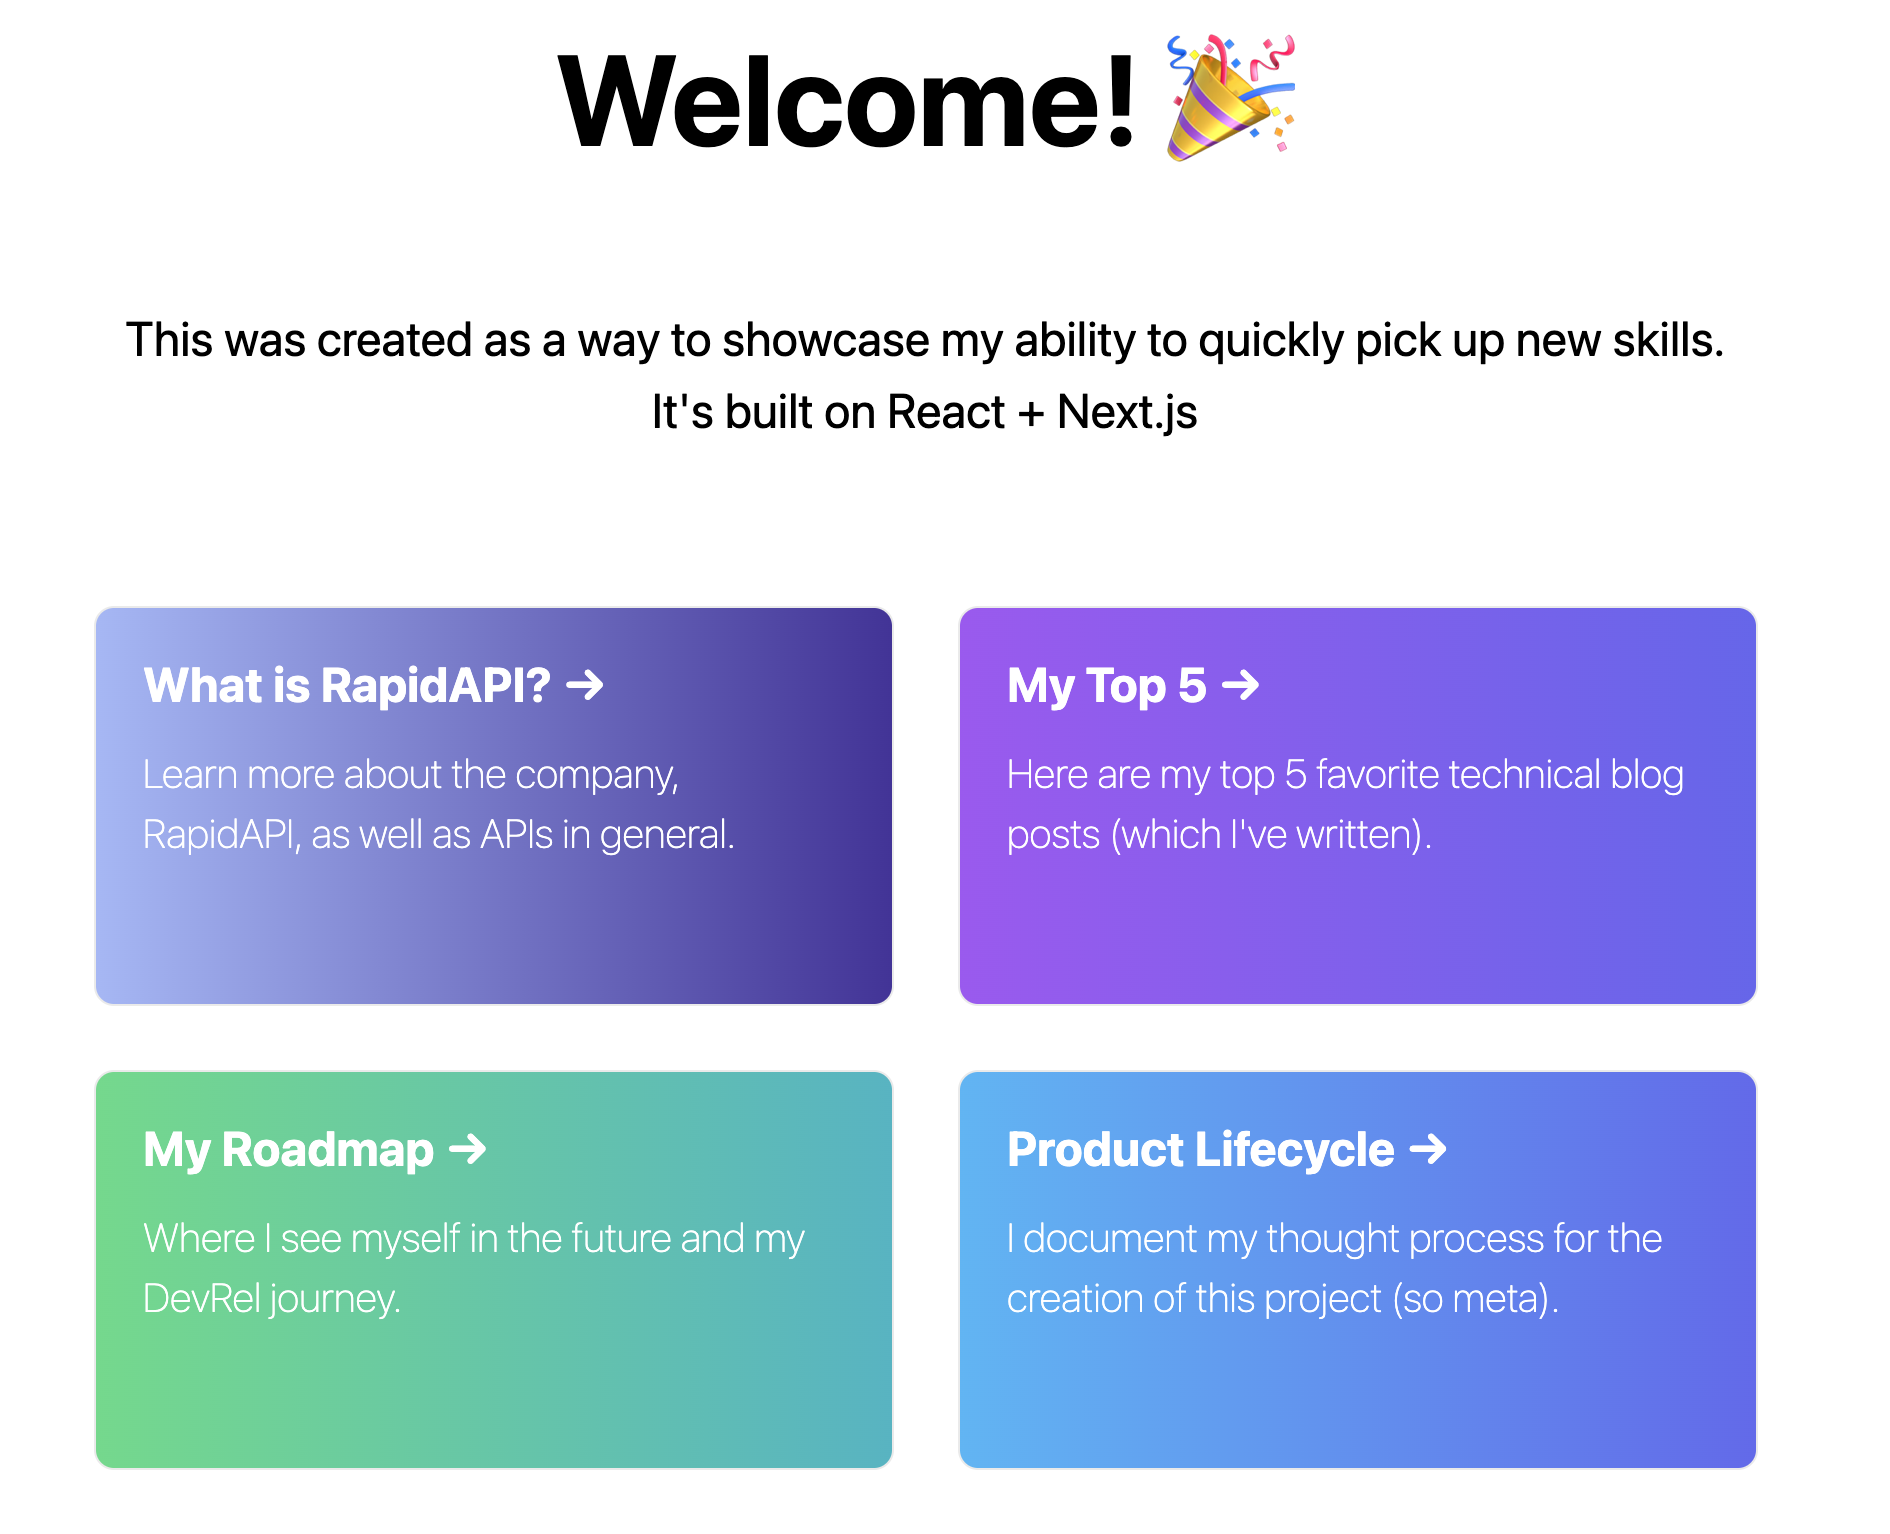 Welcome! 🎉
This was created as a way to showcase my ability to quickly pick up new skills.
It's built on React + Next.js
What is RapidAPI? →
Learn more about the company,
RapidAPI, as well as APIs in general.
My Top 5 →
Here are my top 5 favorite technical blog
posts (which I've written).
My Roadmap →
Where I see myself in the future and my
DevRel journey.
Product Lifecycle →
I document my thought process for the
creation of this project (so meta).